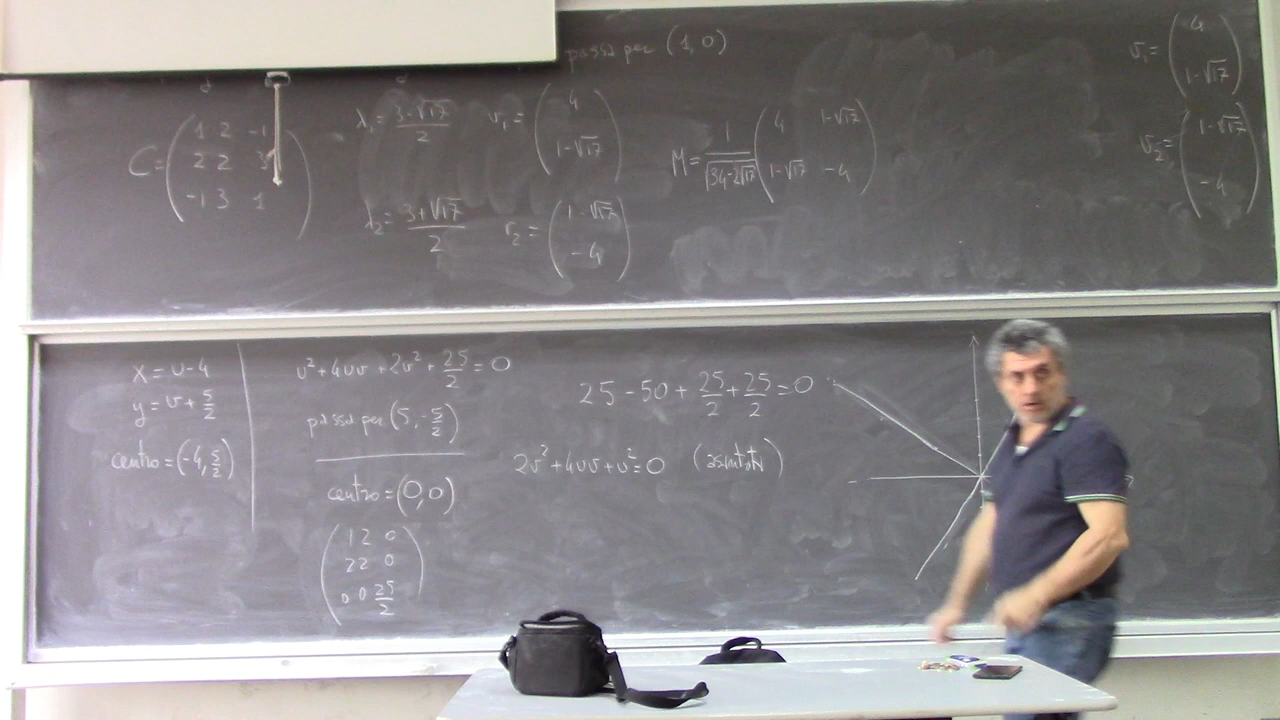 passa per (1,0)
C= ( 1 2 -1
2 2 3
-1 3 1 )
λ₁= (3-√17)/2
v₁= ( 4
1-√17 )
λ₂= (3+√17)/2
v₂= ( 1-√17
-4 )
M= 1/√(34-2√17) ( 4 1-√17
1-√17 -4 )
v₁= ( 4
1-√17 )
v₂= ( 1-√17
-4 )
x=u-4
y=v+5/2
centro=(-4,5/2)
u²+4uv+2v²+25/2=0
passa per (5,-5/2)
centro=(0,0)
( 1 2 0
2 2 0
0 0 25/2 )
25-50+25/2+25/2=0
2v²+4uv+u²=0 (asintoti)